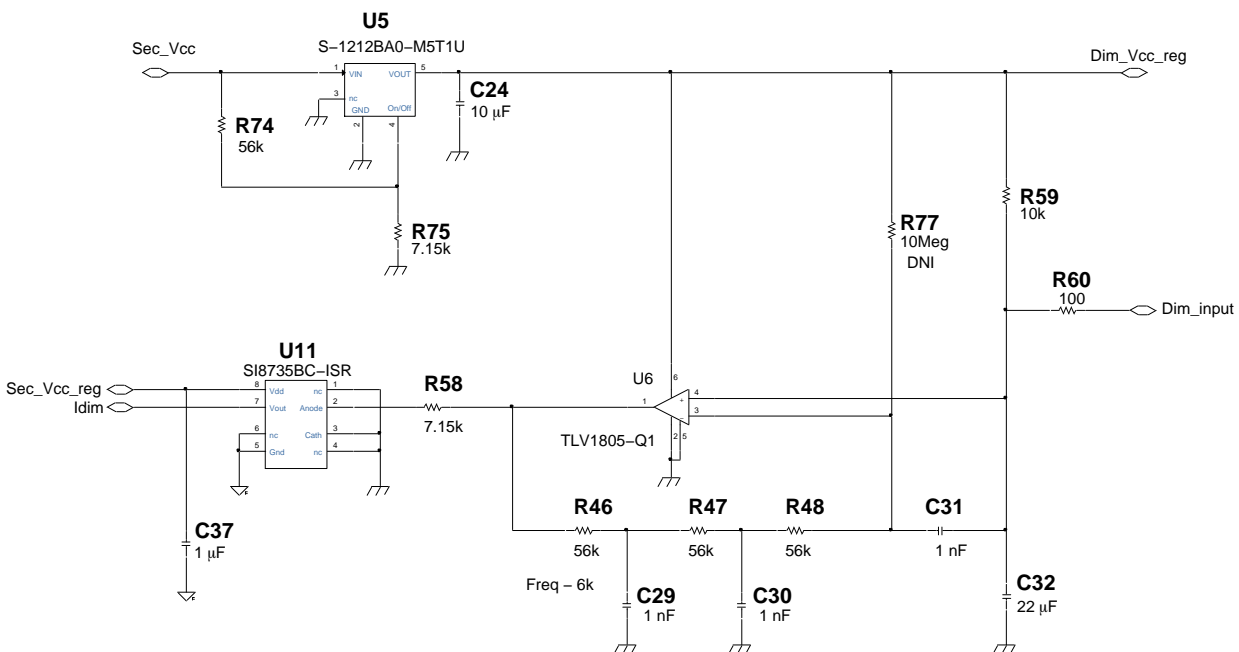 U5
S-1212BA0-M5T1U
Sec_Vcc
Dim_Vcc_reg
1
VIN
VOUT
5
3
nc
GND
On/Off
2
4
C24
10 μF
R74
56k
R75
7.15k
R77
10Meg
DNI
R59
10k
R60
100
Dim_input
U11
SI8735BC-ISR
Sec_Vcc_reg
Idim
8
Vdd
nc
1
7
Vout
Anode
2
6
nc
Cath
3
5
Gnd
nc
4
R58
7.15k
U6
6
1
4
+
3
-
2
5
TLV1805-Q1
F
C37
1 μF
F
R46
56k
R47
56k
R48
56k
C31
1 nF
Freq - 6k
C29
1 nF
C30
1 nF
C32
22 μF